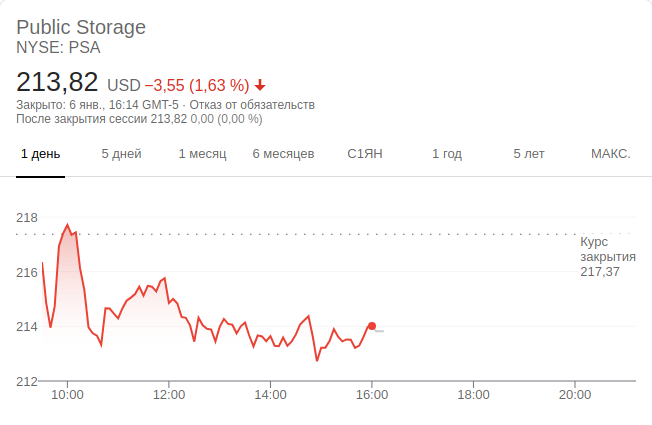 Public Storage
NYSE: PSA
213,82 USD −3,55 (1,63 %)
Закрыто: 6 янв., 16:14 GMT-5 · Отказ от обязательств
После закрытия сессии 213,82 0,00 (0,00 %)
1 день 5 дней 1 месяц 6 месяцев С1ЯН 1 год 5 лет МАКС.
218
216
214
212
Курс
закрытия
217,37
10:00 12:00 14:00 16:00 18:00 20:00